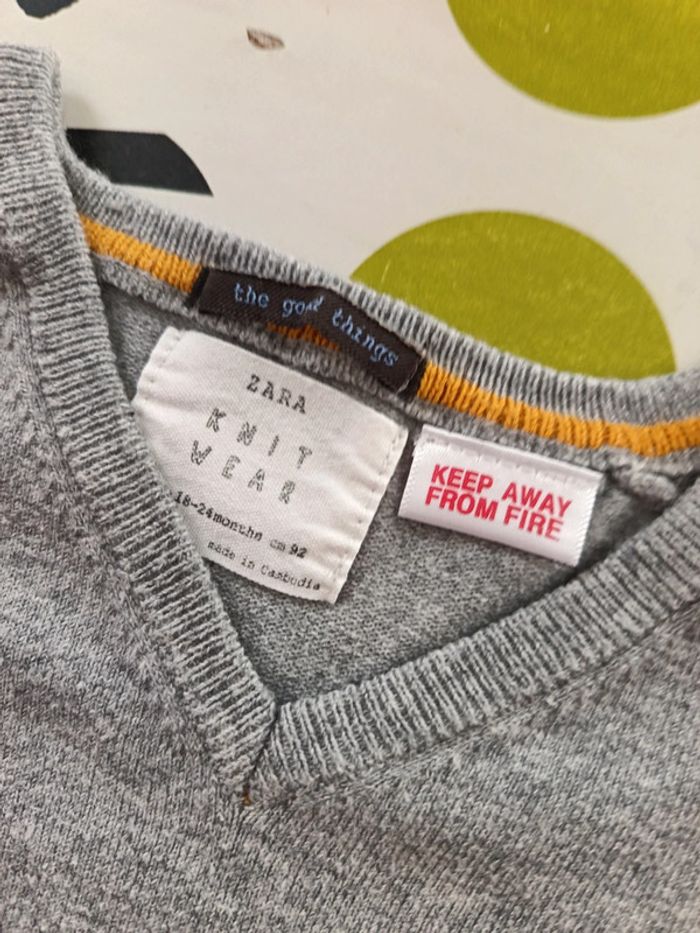 the good things
ZARA
KNIT
WEAR
18-24months cm 92
made in Cambodia
KEEP AWAY
FROM FIRE